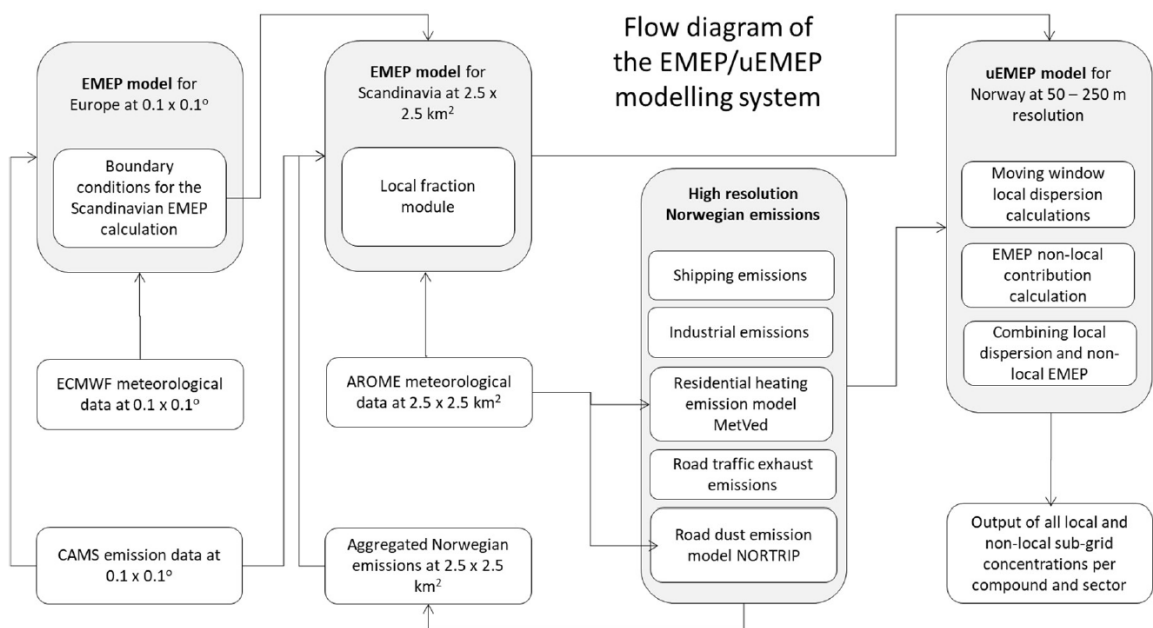 Flow diagram of
the EMEP/uEMEP
modelling system
EMEP model for
Europe at 0.1 x 0.1º
Boundary
conditions for the
Scandinavian EMEP
calculation
ECMWF meteorological
data at 0.1 x 0.1º
CAMS emission data at
0.1 x 0.1º
EMEP model for
Scandinavia at 2.5 x
2.5 km²
Local fraction
module
AROME meteorological
data at 2.5 x 2.5 km²
Aggregated Norwegian
emissions at 2.5 x 2.5
km²
High resolution
Norwegian emissions
Shipping emissions
Industrial emissions
Residential heating
emission model
MetVed
Road traffic exhaust
emissions
Road dust emission
model NORTRIP
uEMEP model for
Norway at 50 – 250 m
resolution
Moving window
local dispersion
calculations
EMEP non-local
contribution
calculation
Combining local
dispersion and non-
local EMEP
Output of all local and
non-local sub-grid
concentrations per
compound and sector